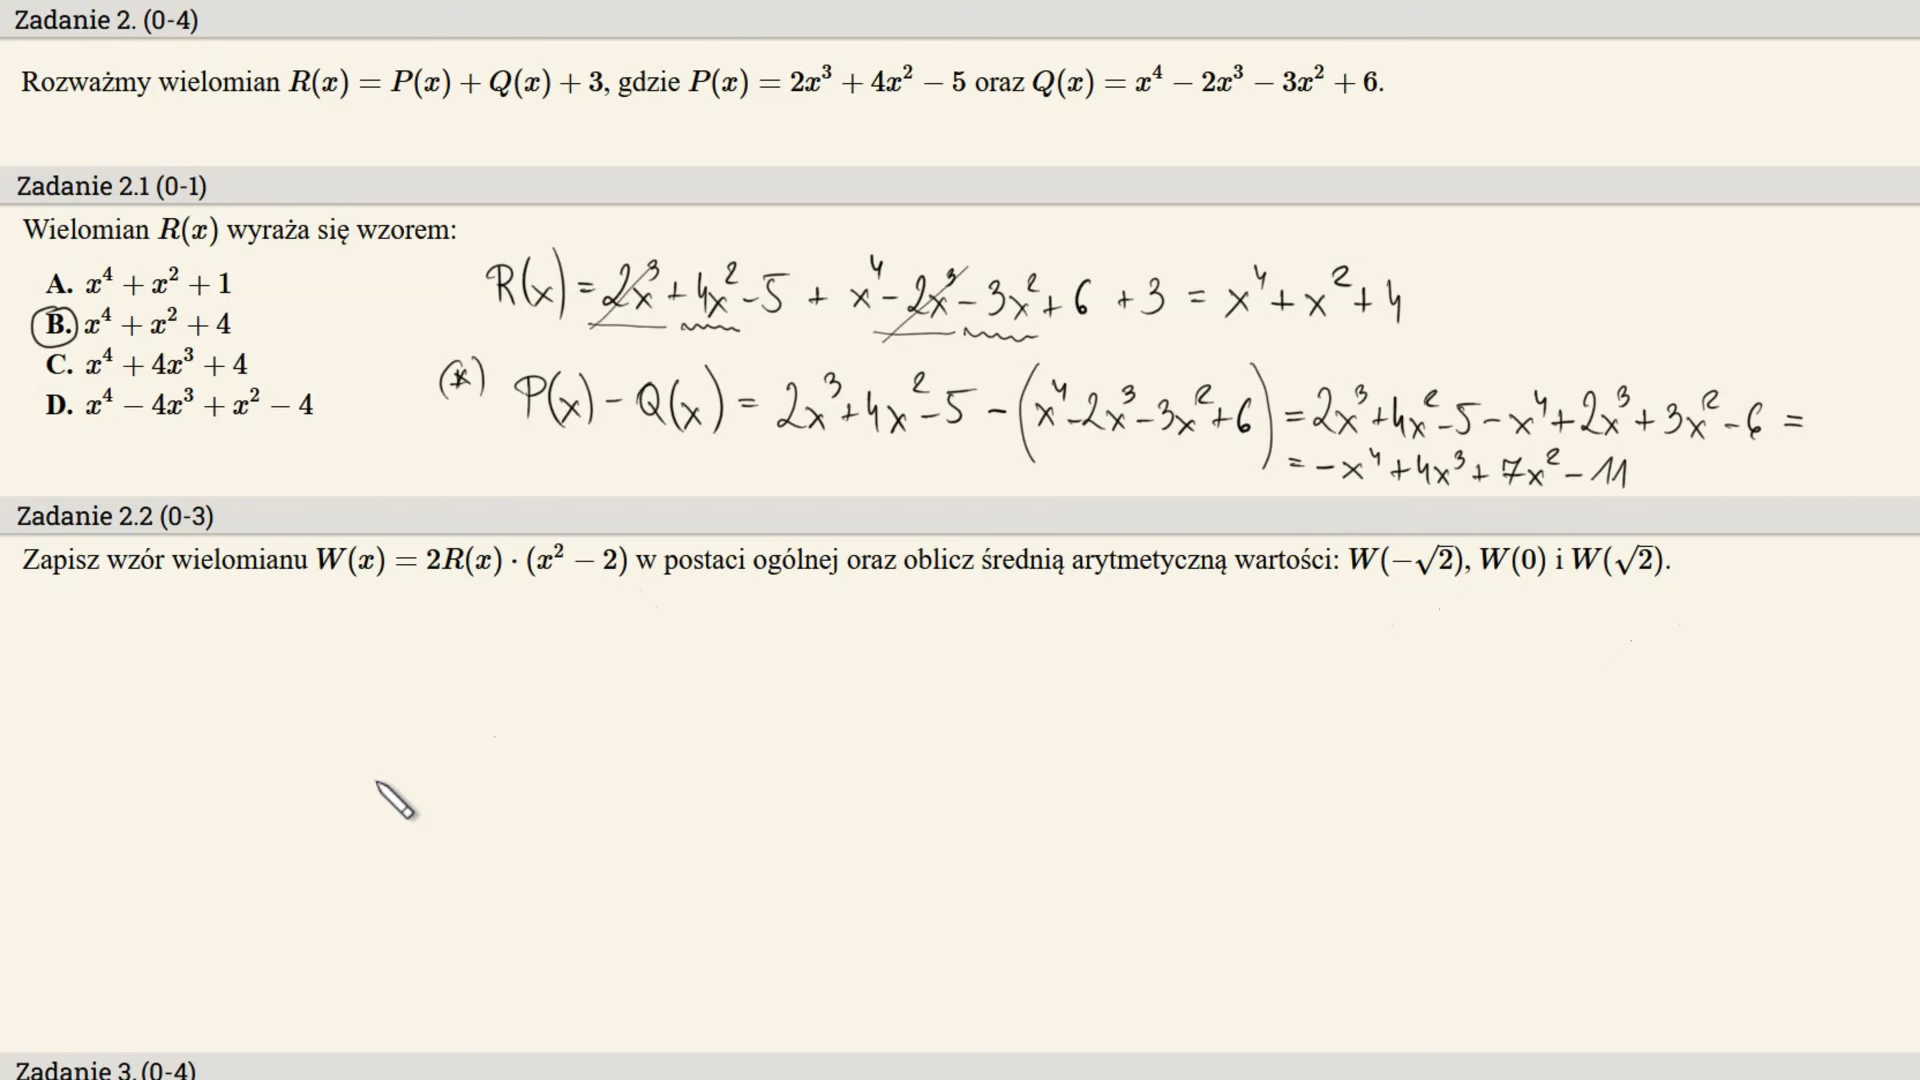 Zadanie 2. (0-4)
Rozważmy wielomian R(x) = P(x) + Q(x) + 3, gdzie P(x) = 2x³ + 4x² − 5 oraz Q(x) = x⁴ − 2x³ − 3x² + 6.
Zadanie 2.1 (0-1)
Wielomian R(x) wyraża się wzorem:
A. x⁴ + x² + 1
B. x⁴ + x² + 4
C. x⁴ + 4x³ + 4
D. x⁴ − 4x³ + x² − 4
R(x) = 2x³ + 4x² - 5 + x⁴ - 2x³ - 3x² + 6 + 3 = x⁴ + x² + 4
(*) P(x) - Q(x) = 2x³ + 4x² - 5 - (x⁴ - 2x³ - 3x² + 6) = 2x³ + 4x² - 5 - x⁴ + 2x³ + 3x² - 6 =
= - x⁴ + 4x³ + 7x² - 11
Zadanie 2.2 (0-3)
Zapisz wzór wielomianu W(x) = 2R(x) · (x² − 2) w postaci ogólnej oraz oblicz średnią arytmetyczną wartości: W(−√2), W(0) i W(√2).
Zadanie 3. (0-4)